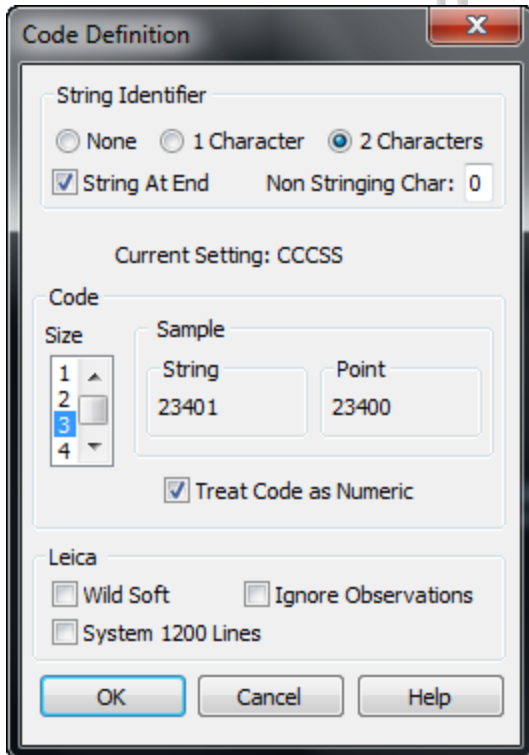 Code Definition
String Identifier
None 1 Character 2 Characters
String At End Non Stringing Char: 0
Current Setting: CCCSS
Code
Size
1
2
3
4
Sample
String
23401
Point
23400
Treat Code as Numeric
Leica
Wild Soft Ignore Observations
System 1200 Lines
OK Cancel Help